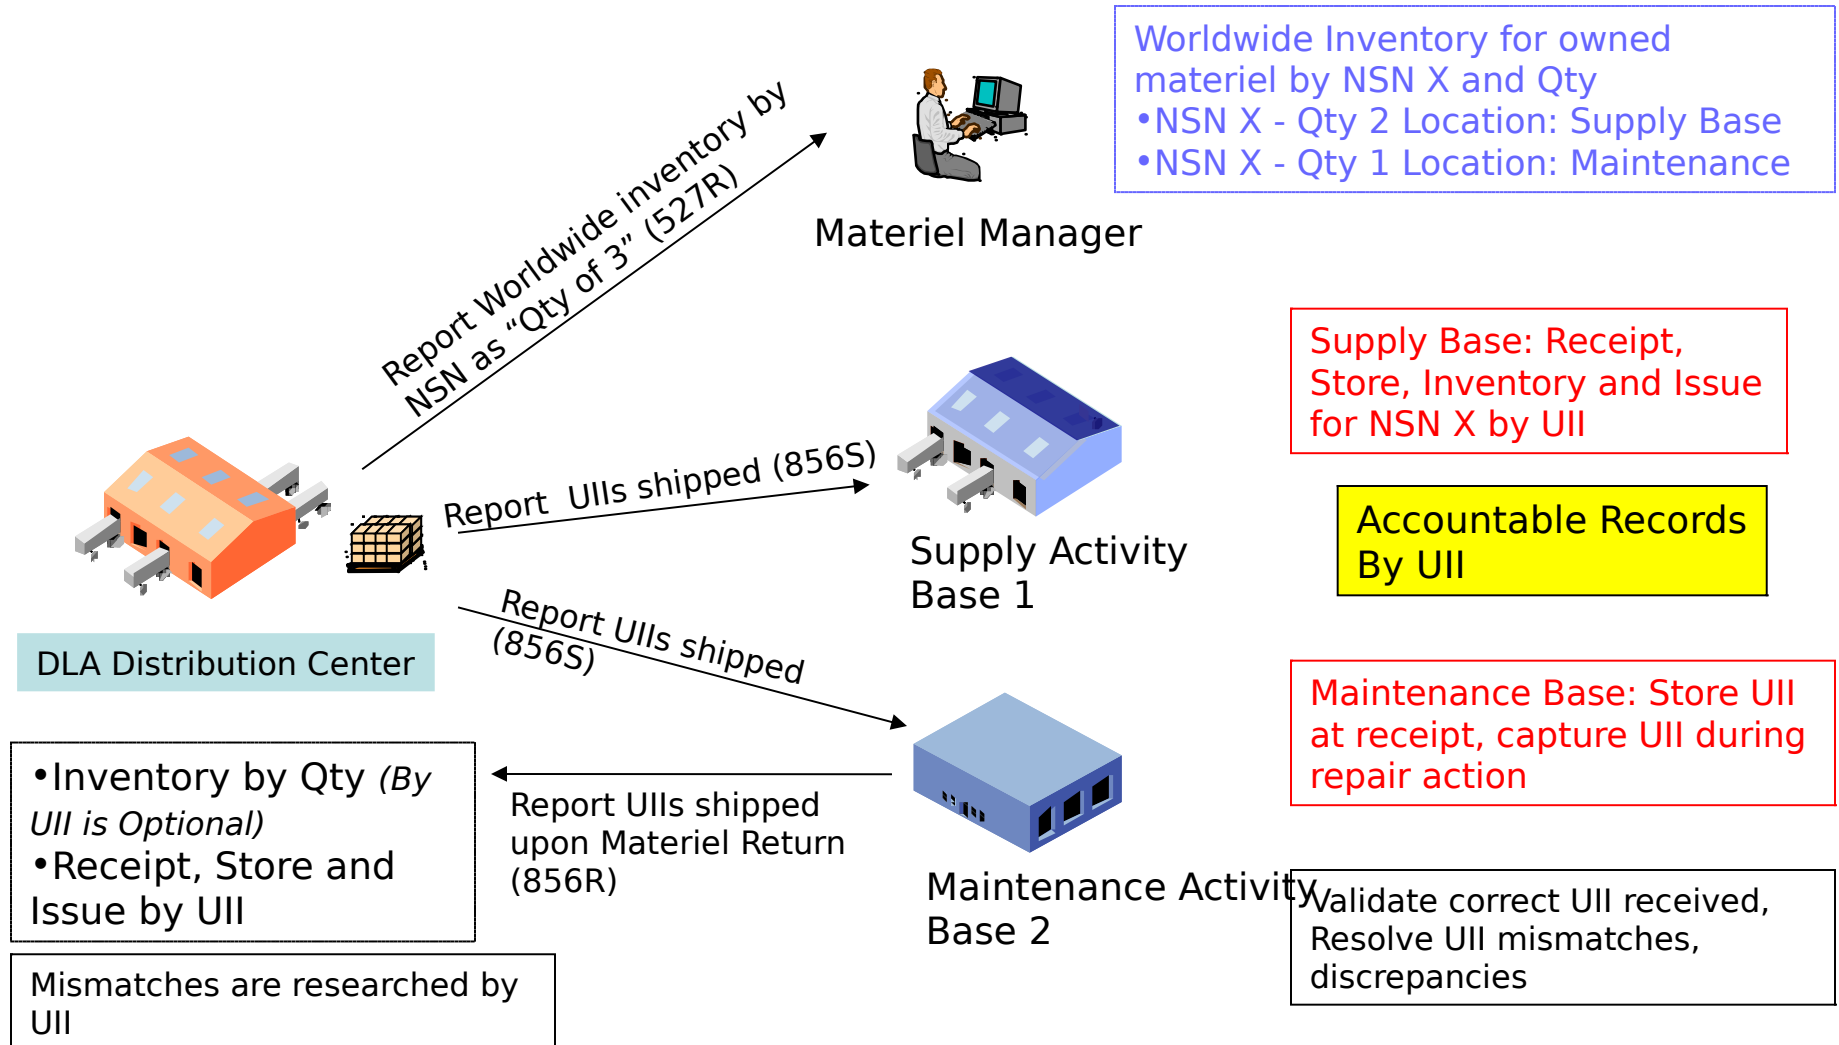 Worldwide Inventory for owned
materiel by NSN X and Qty
•NSN X - Qty 2 Location: Supply Base
•NSN X - Qty 1 Location: Maintenance
Report Worldwide inventory by
NSN as “Qty of 3” (527R)
Materiel Manager
Supply Base: Receipt,
Store, Inventory and Issue
for NSN X by UII
Report  UIIs shipped (856S)
Supply Activity
Base 1
Accountable Records
By UII
Report UIIs shipped
(856S)
DLA Distribution Center
Maintenance Base: Store UII
at receipt, capture UII during
repair action
•Inventory by Qty (By
UII is Optional)
•Receipt, Store and
Issue by UII
Report UIIs shipped
upon Materiel Return
(856R)
Maintenance Activity
Base 2
Validate correct UII received,
Resolve UII mismatches,
discrepancies
Mismatches are researched by
UII